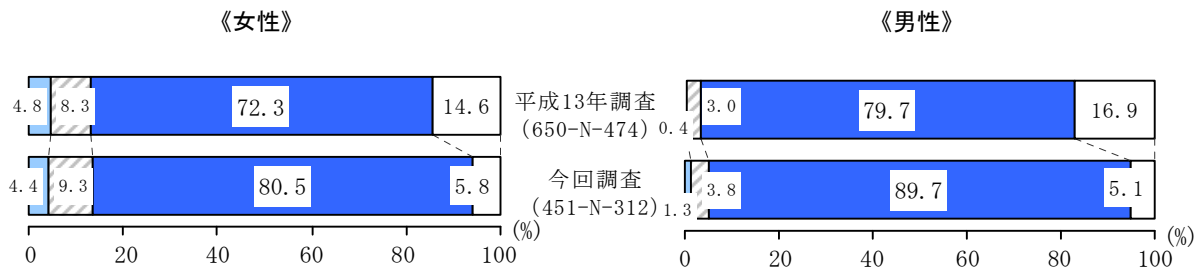 《女性》 《男性》
4.8 8.3 72.3 14.6 平成13年調査 3.0 79.7 16.9
(650-N-474) 0.4
4.4 9.3 80.5 5.8 今回調査 3.8 89.7 5.1
(451-N-312) 1.3
0 20 40 60 80 100 (%) 0 20 40 60 80 100 (%)